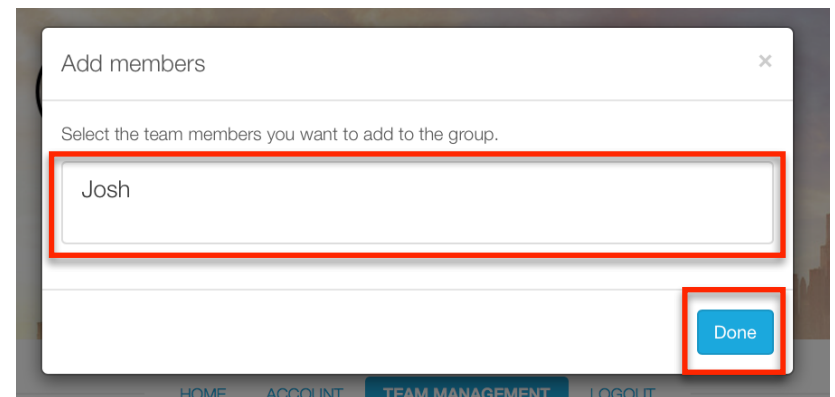 Add members
×
Select the team members you want to add to the group.
Josh
Done
HOME ACCOUNT TEAM MANAGEMENT LOGOUT